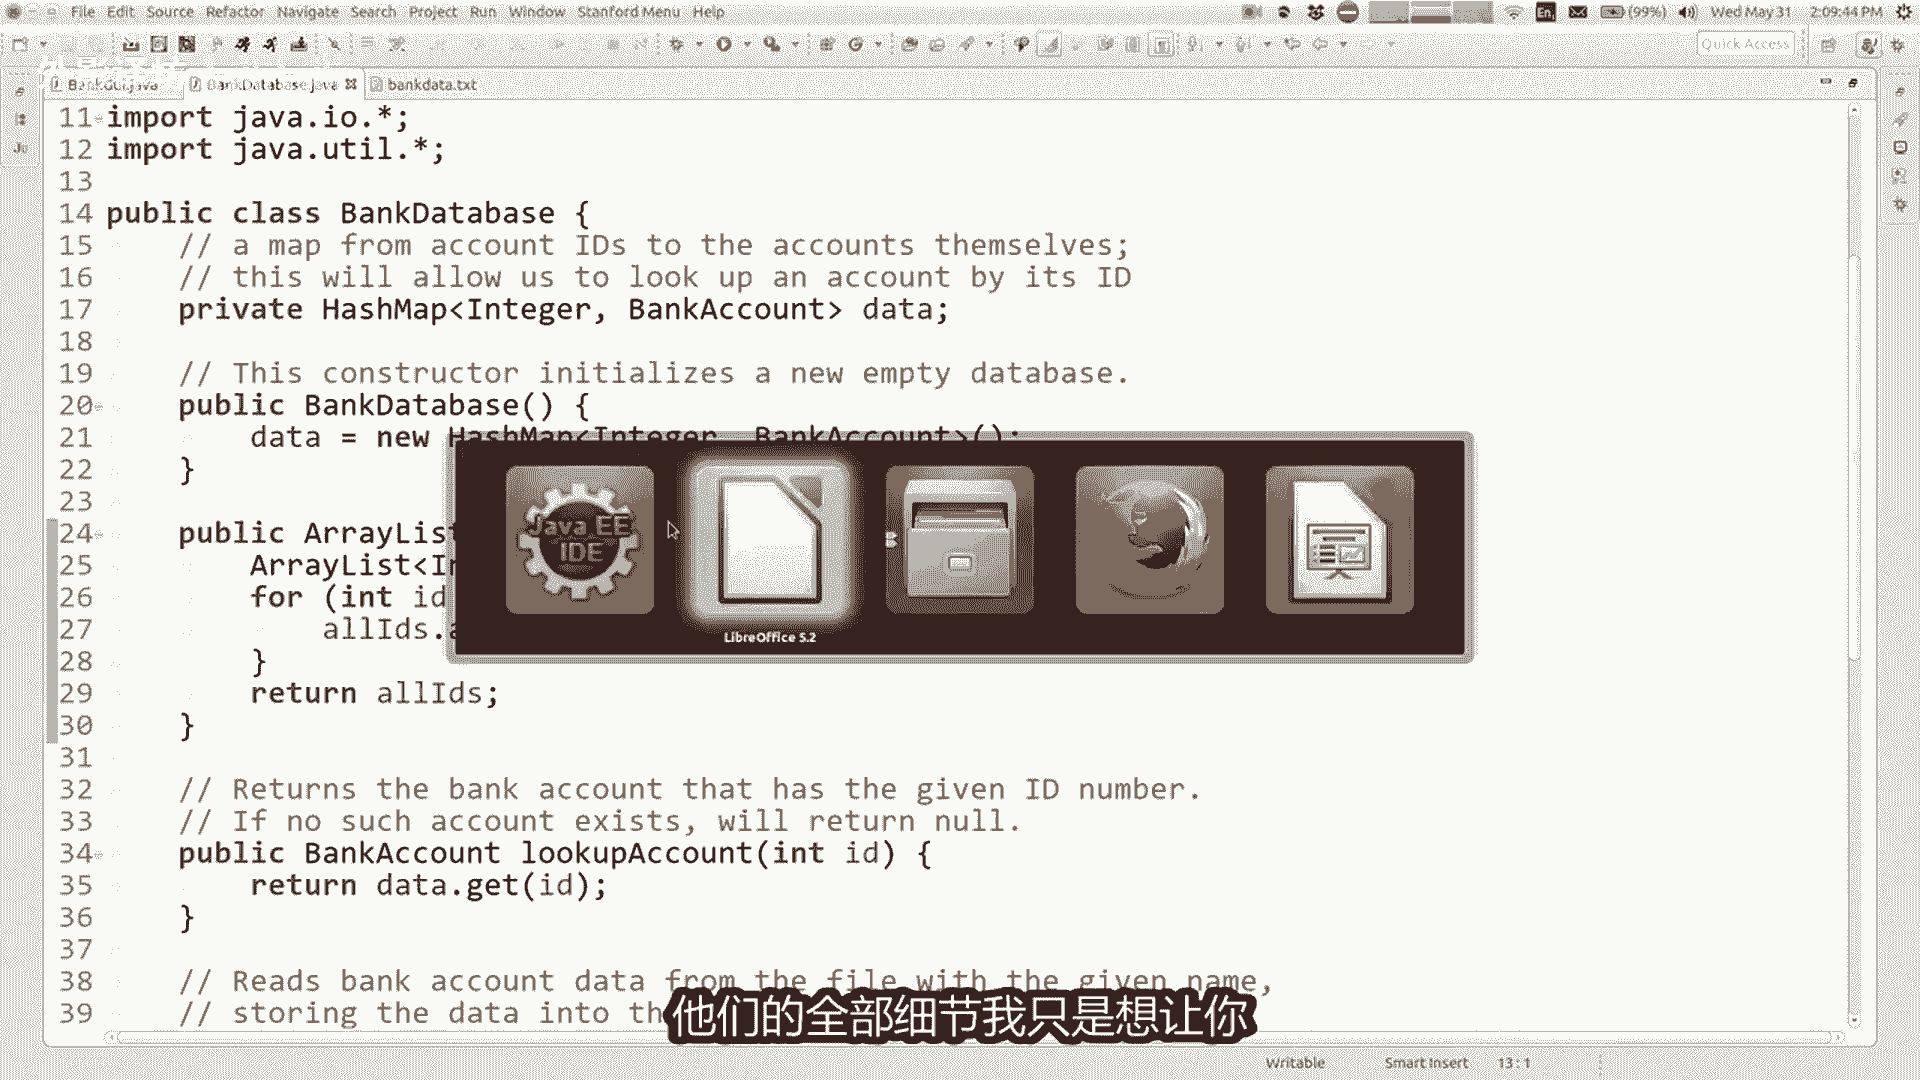 File Edit Source Refactor Navigate Search Project Run Window Stanford Menu Help
En (99%) Wed May 31 2:09:44 PM
Quick Access
BankGui.java BankDatabase.java bankdata.txt
11 import java.io.*;
12 import java.util.*;
13
14 public class BankDatabase {
15 // a map from account IDs to the accounts themselves;
16 // this will allow us to look up an account by its ID
17 private HashMap<Integer, BankAccount> data;
18
19 // This constructor initializes a new empty database.
20 public BankDatabase() {
21 data = new HashMap<Integer, BankAccount>();
22 }
23
24 public ArrayList
25 ArrayList<In
26 for (int id
27 allIds.a
28 }
29 return allIds;
30 }
31
32 // Returns the bank account that has the given ID number.
33 // If no such account exists, will return null.
34 public BankAccount lookupAccount(int id) {
35 return data.get(id);
36 }
37
38 // Reads bank account data from the file with the given name,
39 // storing the data into th
Java EE
IDE
LibreOffice 5.2
他们的全部细节我只是想让你
Writable Smart Insert 13 : 1